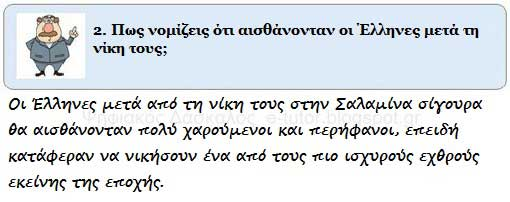 2. Πως νομίζεις ότι αισθάνονταν οι Έλληνες μετά τη
νίκη τους;
Οι Έλληνες μετά από τη νίκη τους στην Σαλαμίνα σίγουρα
Ψηφιακός Δάσκαλος e-tutor.blogspot.gr
θα αισθάνονταν πολύ χαρούμενοι και περήφανοι, επειδή
κατάφεραν να νικήσουν ένα από τους πιο ισχυρούς εχθρούς
εκείνης της εποχής.